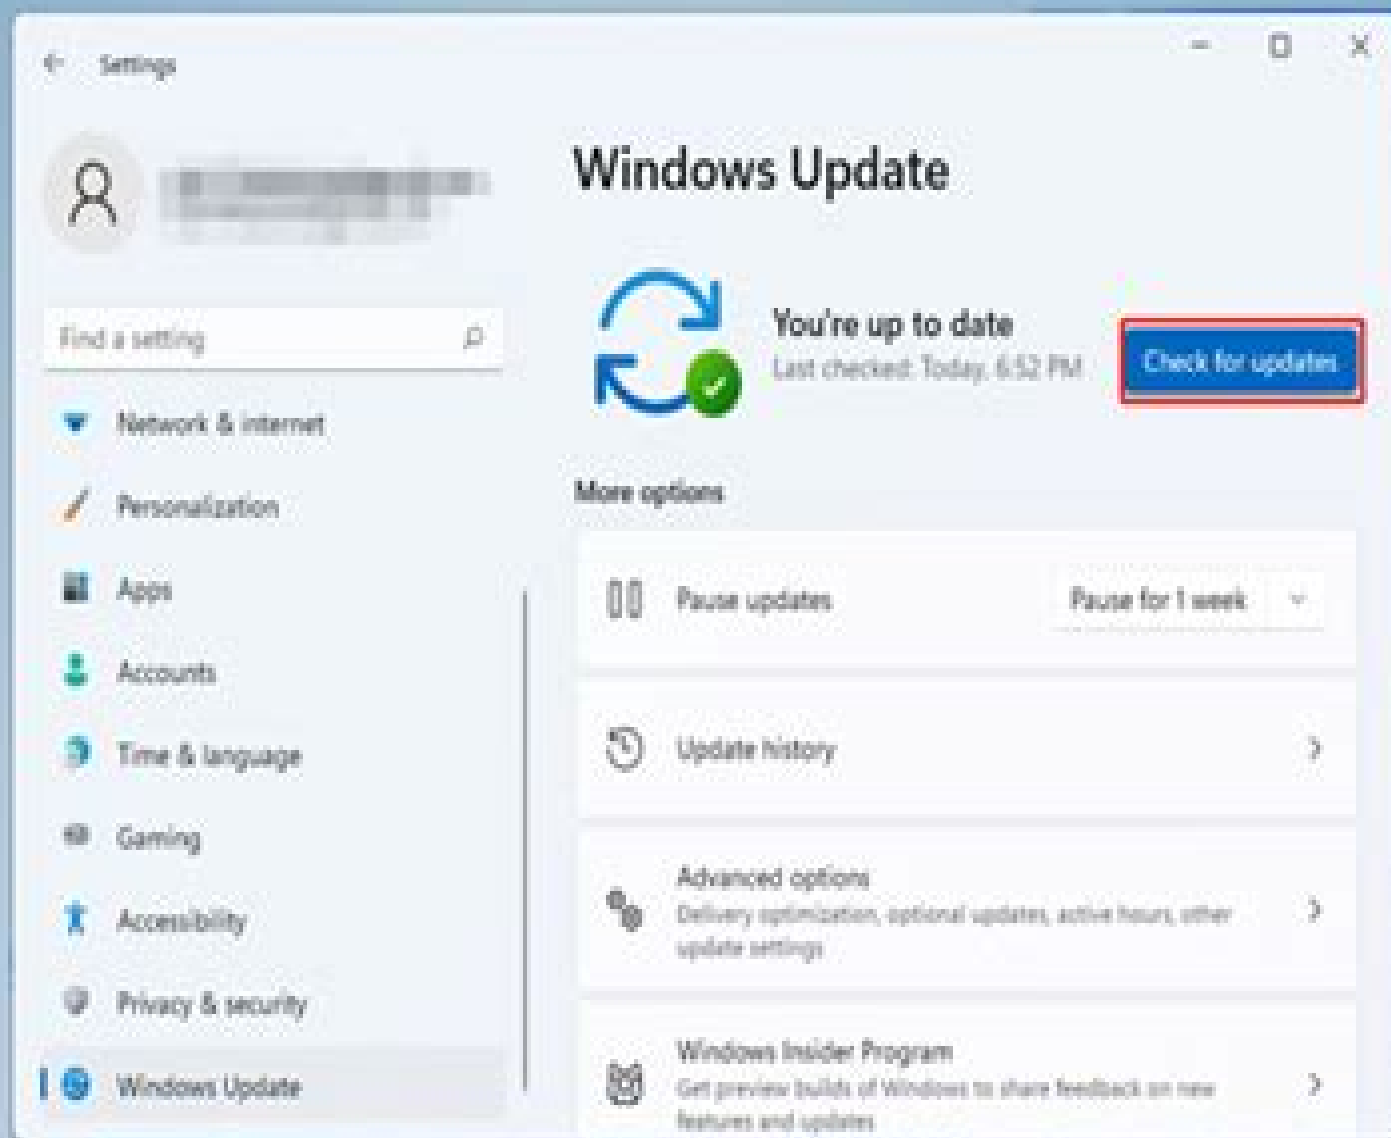 Settings
Windows Update
You're up to date
Last checked: Today, 6:52 PM
Check for updates
Find a setting
Network & internet
Personalization
Apps
Accounts
Time & language
Gaming
Accessibility
Privacy & security
Windows Update
More options
Pause updates
Pause for 1 week
Update history
Advanced options
Delivery optimization, optional updates, active hours, other
update settings
Windows Insider Program
Get preview builds of Windows to share feedback on new
features and updates